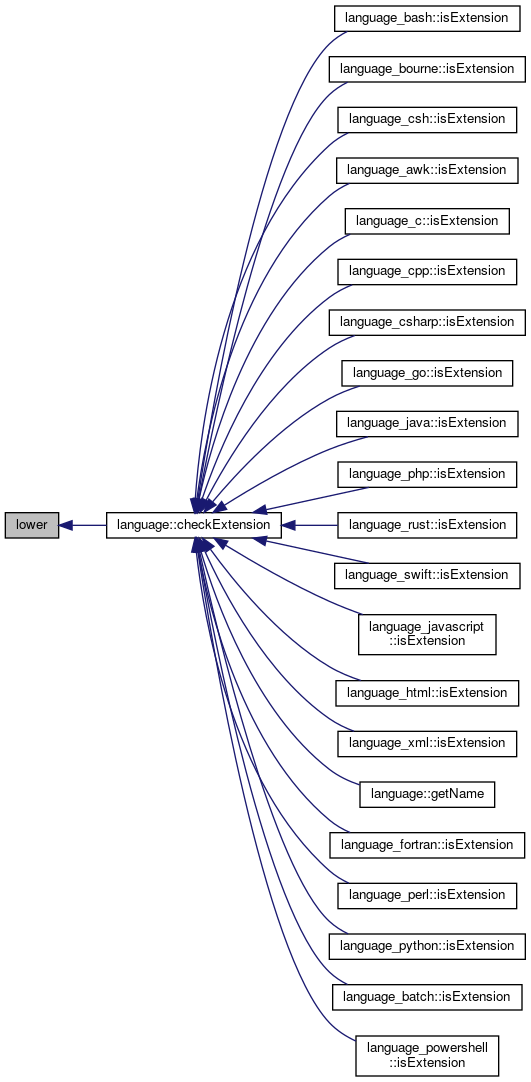 language_bash::isExtension
language_bourne::isExtension
language_csh::isExtension
language_awk::isExtension
language_c::isExtension
language_cpp::isExtension
language_csharp::isExtension
language_go::isExtension
language_java::isExtension
language_php::isExtension
lower
language::checkExtension
language_rust::isExtension
language_swift::isExtension
language_javascript
::isExtension
language_html::isExtension
language_xml::isExtension
language::getName
language_fortran::isExtension
language_perl::isExtension
language_python::isExtension
language_batch::isExtension
language_powershell
::isExtension